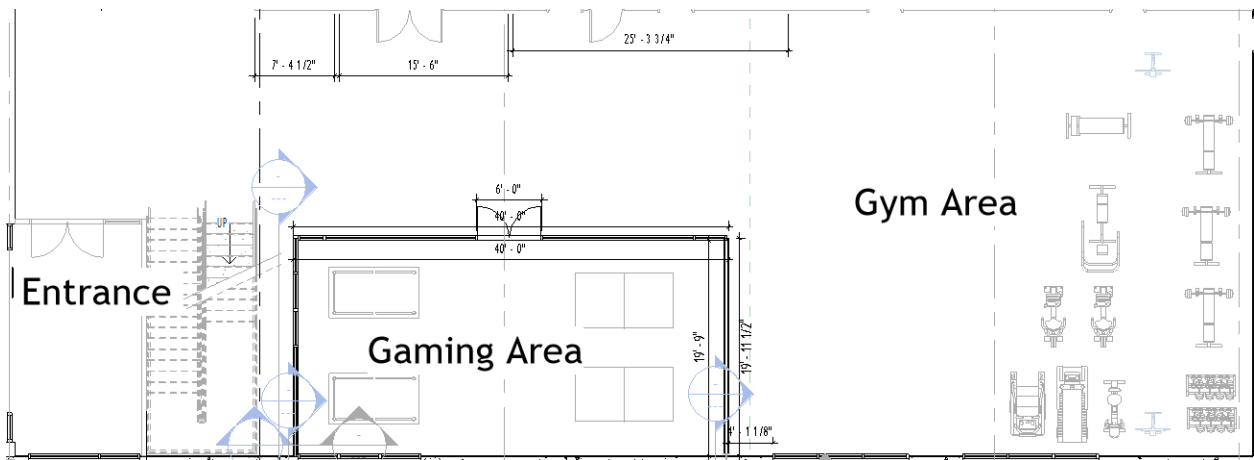 25' - 3 3/4"
7' - 4 1/2"
15' - 6"
6' - 0"
40' - 0"
UP
40' - 0"
Gym Area
Entrance
Gaming Area
19' - 9"
19' - 11 1/2"
4' - 1 1/8"